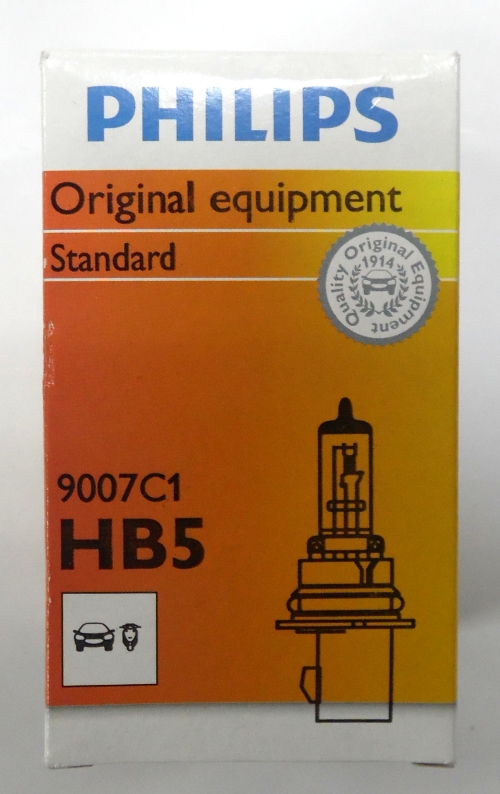 PHILIPS
Original equipment
Standard
Quality Original Equipment
1914
9007C1
HB5